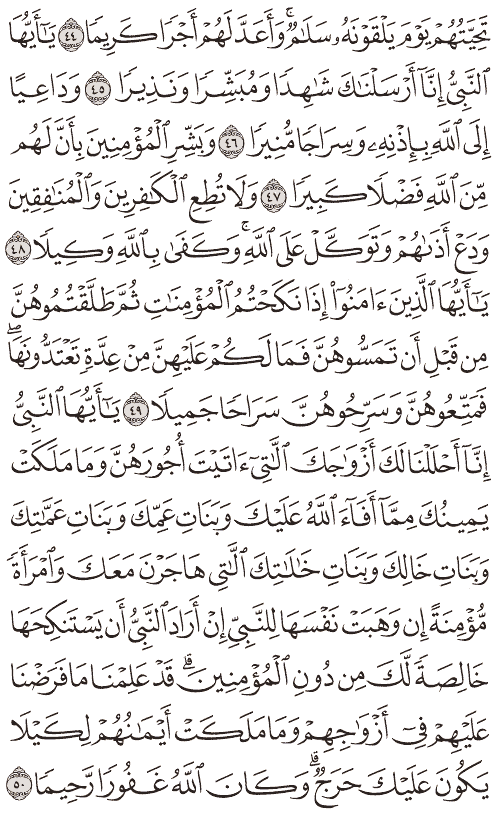 تَحِيَّتُهُمْ يَوْمَ يَلْقَوْنَهُۥ سَلَٰمٌۚ وَأَعَدَّ لَهُمْ أَجْرًا كَرِيمًا ٤٤ يَٰٓأَيُّهَا
ٱلنَّبِيُّ إِنَّآ أَرْسَلْنَٰكَ شَٰهِدًا وَمُبَشِّرًا وَنَذِيرًا ٤٥ وَدَاعِيًا
إِلَى ٱللَّهِ بِإِذْنِهِۦ وَسِرَاجًا مُّنِيرًا ٤٦ وَبَشِّرِ ٱلْمُؤْمِنِينَ بِأَنَّ لَهُم
مِّنَ ٱللَّهِ فَضْلًا كَبِيرًا ٤٧ وَلَا تُطِعِ ٱلْكَٰفِرِينَ وَٱلْمُنَٰفِقِينَ
وَدَعْ أَذَىٰهُمْ وَتَوَكَّلْ عَلَى ٱللَّهِۚ وَكَفَىٰ بِٱللَّهِ وَكِيلًا ٤٨
يَٰٓأَيُّهَا ٱلَّذِينَ ءَامَنُوٓا۟ إِذَا نَكَحْتُمُ ٱلْمُؤْمِنَٰتِ ثُمَّ طَلَّقْتُمُوهُنَّ
مِن قَبْلِ أَن تَمَسُّوهُنَّ فَمَا لَكُمْ عَلَيْهِنَّ مِنْ عِدَّةٍ تَعْتَدُّونَهَاۖ
فَمَتِّعُوهُنَّ وَسَرِّحُوهُنَّ سَرَاحًا جَمِيلًا ٤٩ يَٰٓأَيُّهَا ٱلنَّبِيُّ
إِنَّآ أَحْلَلْنَا لَكَ أَزْوَٰجَكَ ٱلَّٰتِىٓ ءَاتَيْتَ أُجُورَهُنَّ وَمَا مَلَكَتْ
يَمِينُكَ مِمَّآ أَفَآءَ ٱللَّهُ عَلَيْكَ وَبَنَاتِ عَمِّكَ وَبَنَاتِ عَمَّٰتِكَ
وَبَنَاتِ خَالِكَ وَبَنَاتِ خَٰلَٰتِكَ ٱلَّٰتِى هَاجَرْنَ مَعَكَ وَٱمْرَأَةً
مُّؤْمِنَةً إِن وَهَبَتْ نَفْسَهَا لِلنَّبِيِّ إِنْ أَرَادَ ٱلنَّبِيُّ أَن يَسْتَنكِحَهَا
خَالِصَةً لَّكَ مِن دُونِ ٱلْمُؤْمِنِينَۗ قَدْ عَلِمْنَا مَا فَرَضْنَا
عَلَيْهِمْ فِىٓ أَزْوَٰجِهِمْ وَمَا مَلَكَتْ أَيْمَٰنُهُمْ لِكَيْلَا
يَكُونَ عَلَيْكَ حَرَجٌۗ وَكَانَ ٱللَّهُ غَفُورًا رَّحِيمًا ٥٠